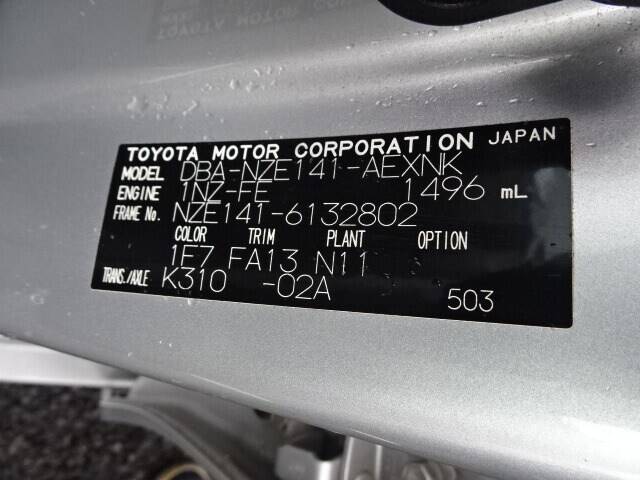 TOYOTA MOTOR CORPORATION JAPAN
MODEL DBA-NZE141-AEXNK
ENGINE 1NZ-FE 1496 mL
FRAME No. NZE141-6132802
COLOR TRIM PLANT OPTION
1F7 FA13 N11
TRANS./AXLE K310 -02A 503